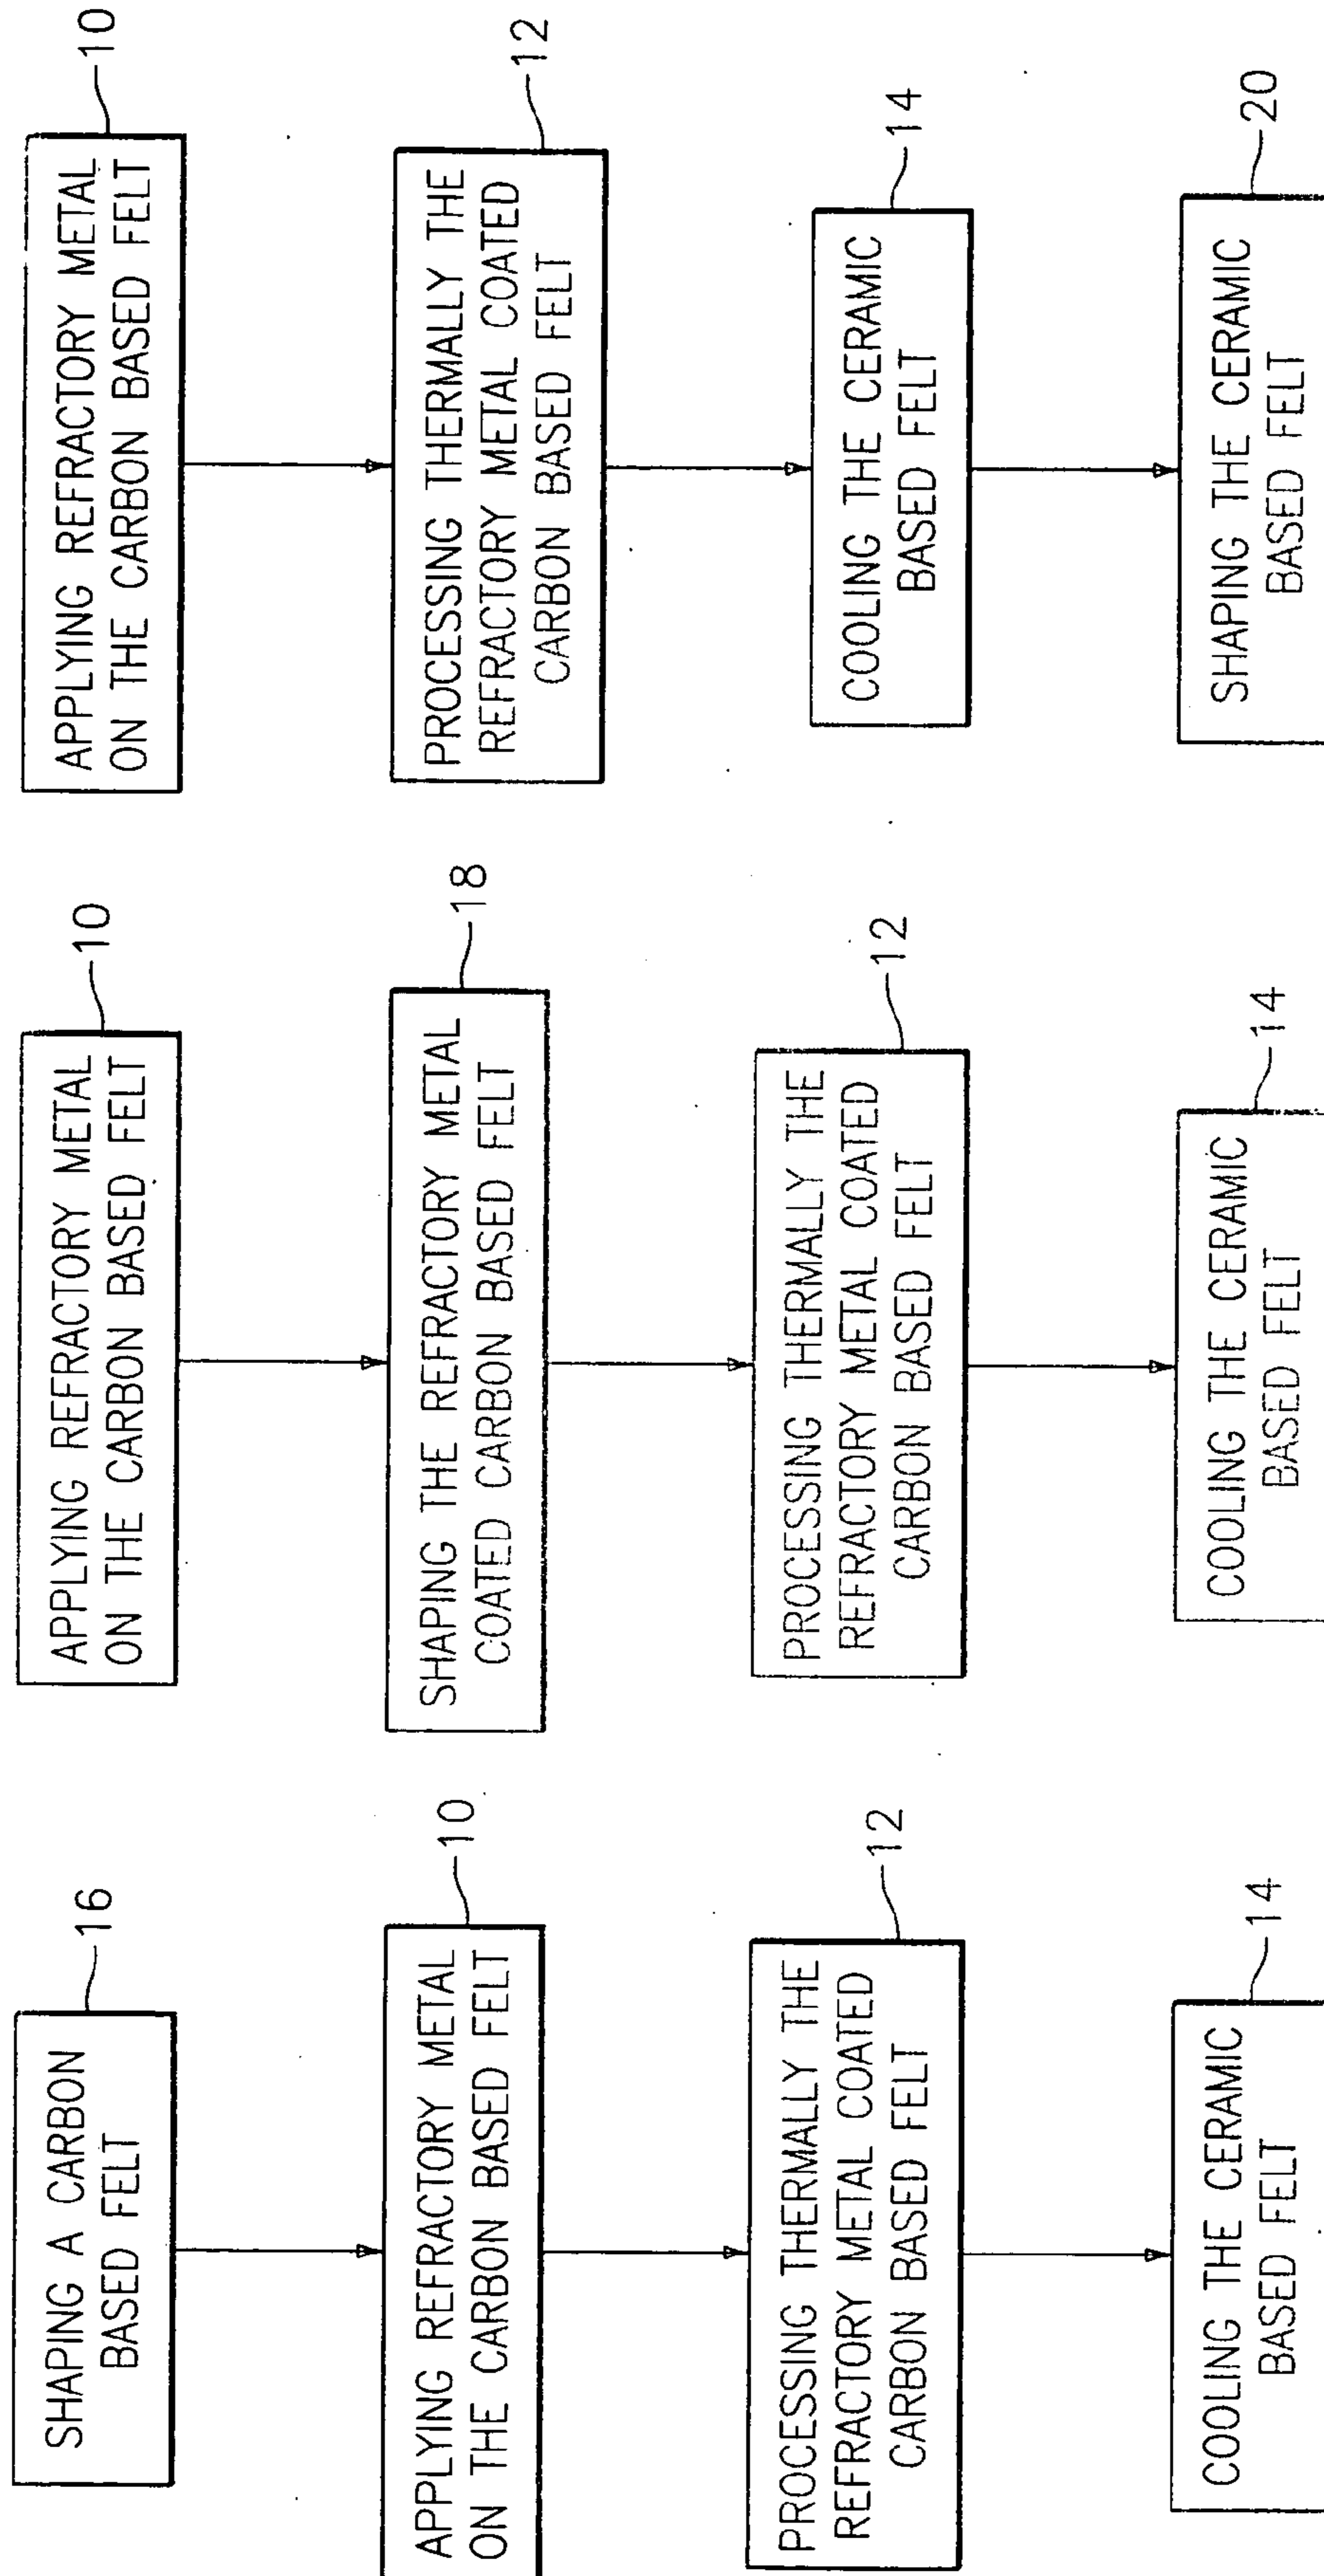 SHAPING A CARBON
BASED FELT
16
APPLYING REFRACTORY METAL
ON THE CARBON BASED FELT
10
PROCESSING THERMALLY THE
REFRACTORY METAL COATED
CARBON BASED FELT
12
COOLING THE CERAMIC
BASED FELT
14
APPLYING REFRACTORY METAL
ON THE CARBON BASED FELT
10
SHAPING THE REFRACTORY METAL
COATED CARBON BASED FELT
18
PROCESSING THERMALLY THE
REFRACTORY METAL COATED
CARBON BASED FELT
12
COOLING THE CERAMIC
BASED FELT
14
APPLYING REFRACTORY METAL
ON THE CARBON BASED FELT
10
PROCESSING THERMALLY THE
REFRACTORY METAL COATED
CARBON BASED FELT
12
COOLING THE CERAMIC
BASED FELT
14
SHAPING THE CERAMIC
BASED FELT
20